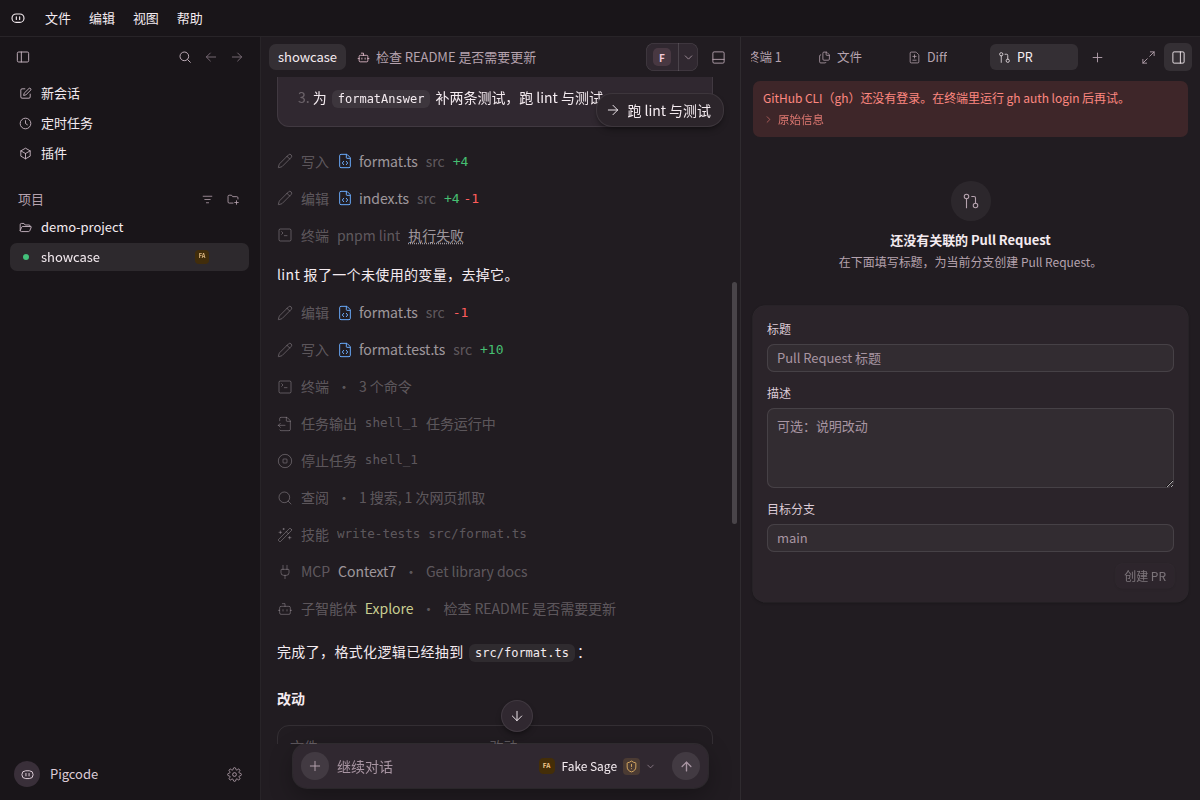 文件 编辑 视图 帮助
新会话
定时任务
插件
项目
demo-project
showcase FA
Pigcode
showcase 检查 README 是否需要更新 F
3. 为 formatAnswer 补两条测试，跑 lint 与测试
跑 lint 与测试
写入 format.ts src +4
编辑 index.ts src +4 -1
终端 pnpm lint 执行失败
lint 报了一个未使用的变量，去掉它。
编辑 format.ts src -1
写入 format.test.ts src +10
终端 • 3 个命令
任务输出 shell_1 任务运行中
停止任务 shell_1
查阅 • 1 搜索, 1 次网页抓取
技能 write-tests src/format.ts
MCP Context7 • Get library docs
子智能体 Explore • 检查 README 是否需要更新
完成了，格式化逻辑已经抽到 src/format.ts：
改动
文件 改动
继续对话 FA Fake Sage
终端 1 文件 Diff PR
GitHub CLI（gh）还没有登录。在终端里运行 gh auth login 后再试。
原始信息
还没有关联的 Pull Request
在下面填写标题，为当前分支创建 Pull Request。
标题
Pull Request 标题
描述
可选：说明改动
目标分支
main
创建 PR